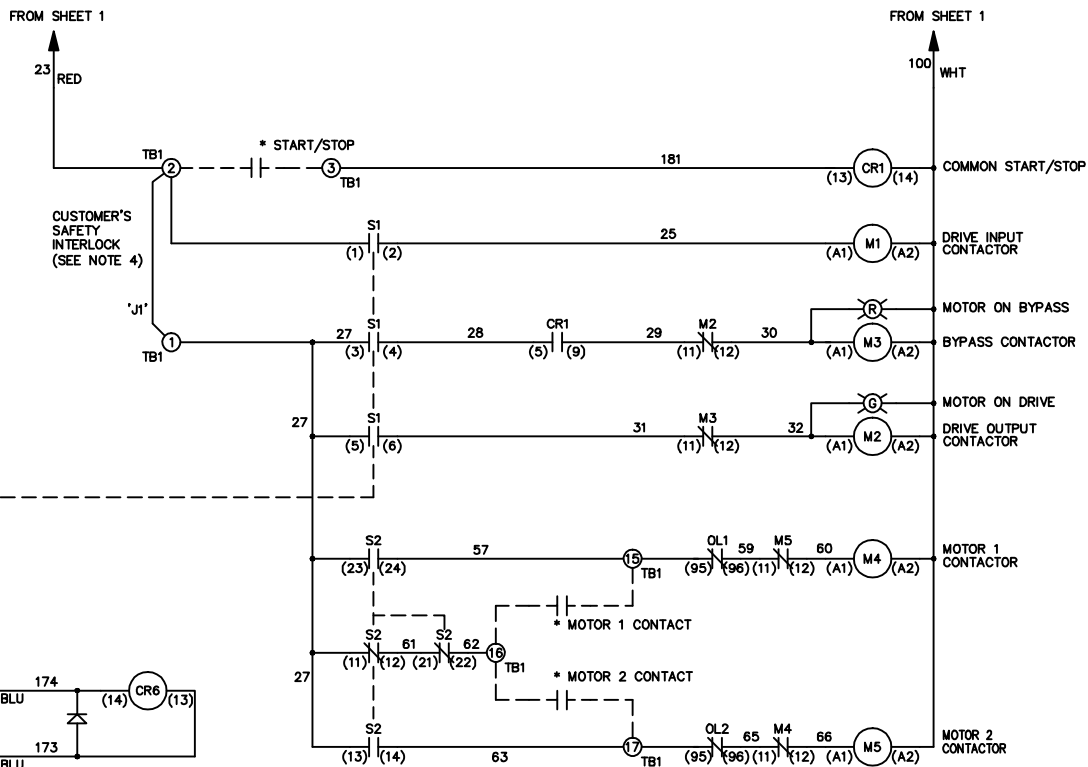 FROM SHEET 1
FROM SHEET 1
23
RED
100
WHT
* START/STOP
TB1
2
3
TB1
181
CR1
(13)
(14)
COMMON START/STOP
CUSTOMER'S
SAFETY
INTERLOCK
(SEE NOTE 4)
S1
(1)
(2)
25
M1
(A1)
(A2)
DRIVE INPUT
CONTACTOR
'J1'
R
MOTOR ON BYPASS
1
TB1
27
S1
(3)
(4)
28
CR1
(5)
(9)
29
M2
(11)
(12)
30
M3
(A1)
(A2)
BYPASS CONTACTOR
G
MOTOR ON DRIVE
27
S1
(5)
(6)
31
M3
(11)
(12)
32
M2
(A1)
(A2)
DRIVE OUTPUT
CONTACTOR
S2
(23)
(24)
57
15
TB1
OL1
(95)
(96)
59
M5
(11)
(12)
60
M4
(A1)
(A2)
MOTOR 1
CONTACTOR
* MOTOR 1 CONTACT
S2
(11)
(12)
61
S2
(21)
(22)
62
16
TB1
27
* MOTOR 2 CONTACT
174
BLU
(14)
CR6
(13)
173
BLU
S2
(13)
(14)
63
17
TB1
OL2
(95)
(96)
65
M4
(11)
(12)
66
M5
(A1)
(A2)
MOTOR 2
CONTACTOR